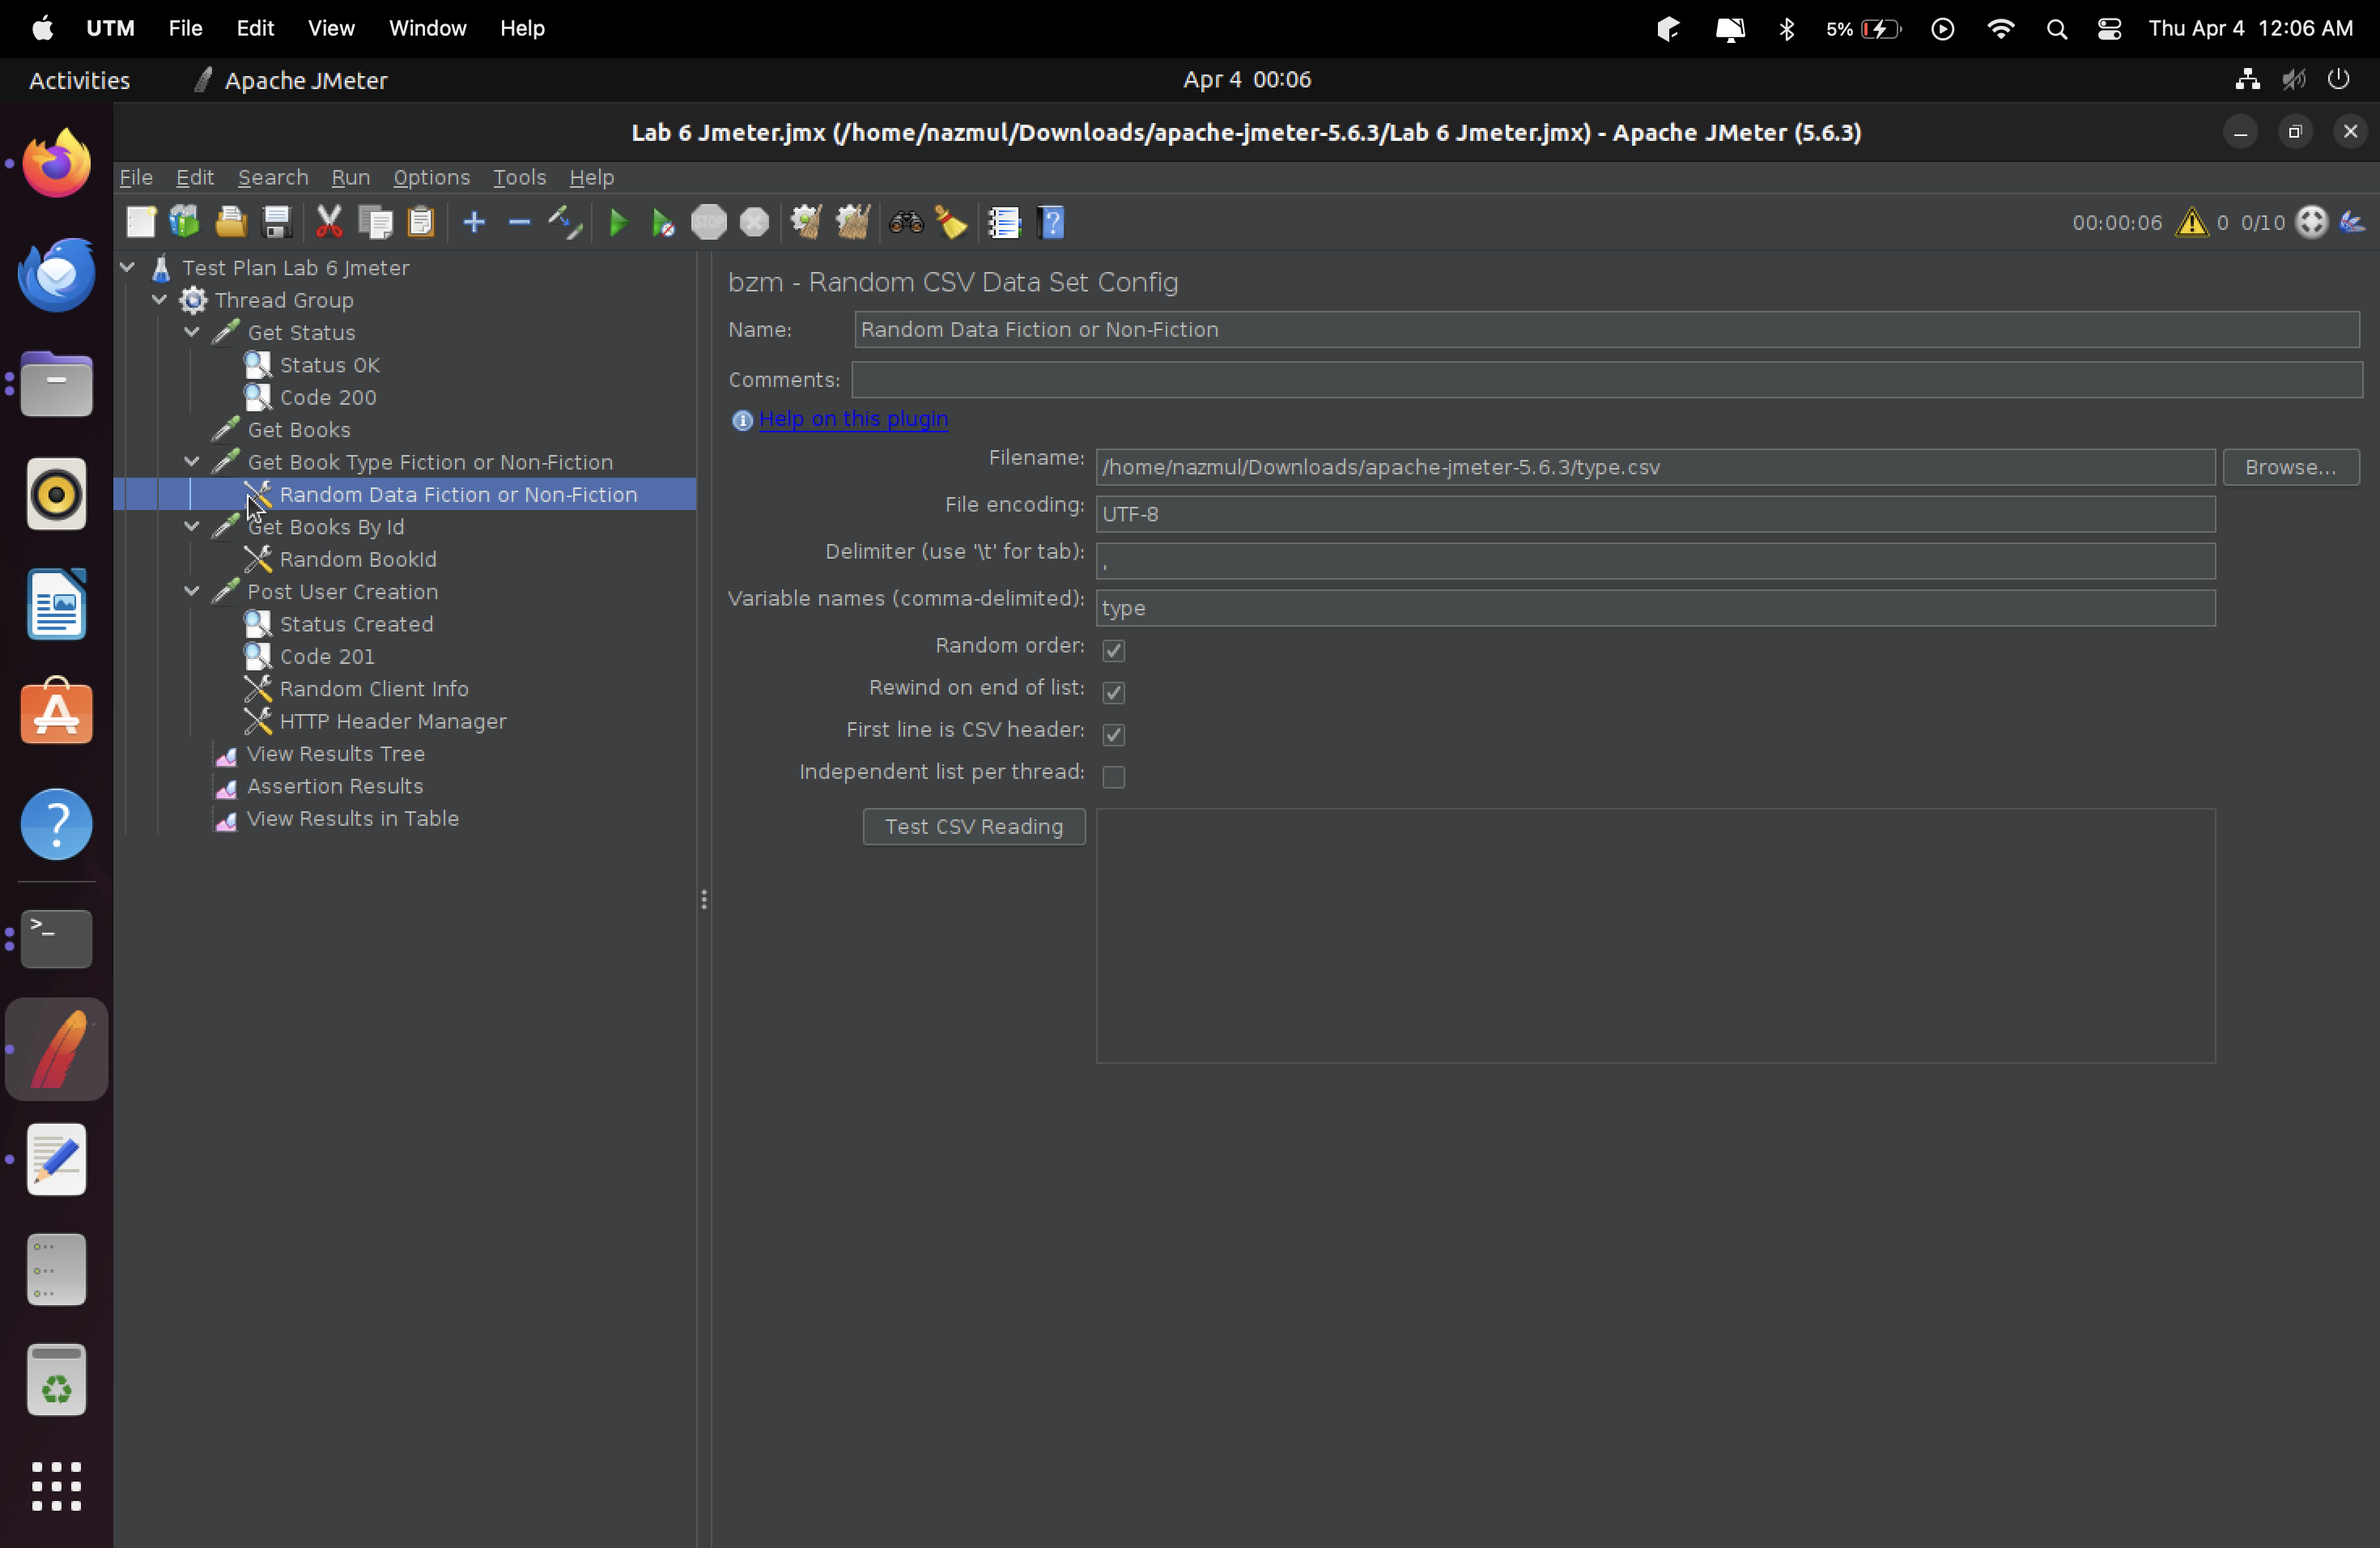 UTM File Edit View Window Help 5% Thu Apr 4 12:06 AM
Activities Apache JMeter Apr 4 00:06
Lab 6 Jmeter.jmx (/home/nazmul/Downloads/apache-jmeter-5.6.3/Lab 6 Jmeter.jmx) - Apache JMeter (5.6.3)
File Edit Search Run Options Tools Help
STOP 00:00:06 0 0/10
Test Plan Lab 6 Jmeter
Thread Group
Get Status
Status OK
Code 200
Get Books
Get Book Type Fiction or Non-Fiction
Random Data Fiction or Non-Fiction
Get Books By Id
Random BookId
Post User Creation
Status Created
Code 201
Random Client Info
HTTP Header Manager
View Results Tree
Assertion Results
View Results in Table
bzm - Random CSV Data Set Config
Name: Random Data Fiction or Non-Fiction
Comments:
Help on this plugin
Filename: /home/nazmul/Downloads/apache-jmeter-5.6.3/type.csv Browse...
File encoding: UTF-8
Delimiter (use '\t' for tab): ,
Variable names (comma-delimited): type
Random order:
Rewind on end of list:
First line is CSV header:
Independent list per thread:
Test CSV Reading